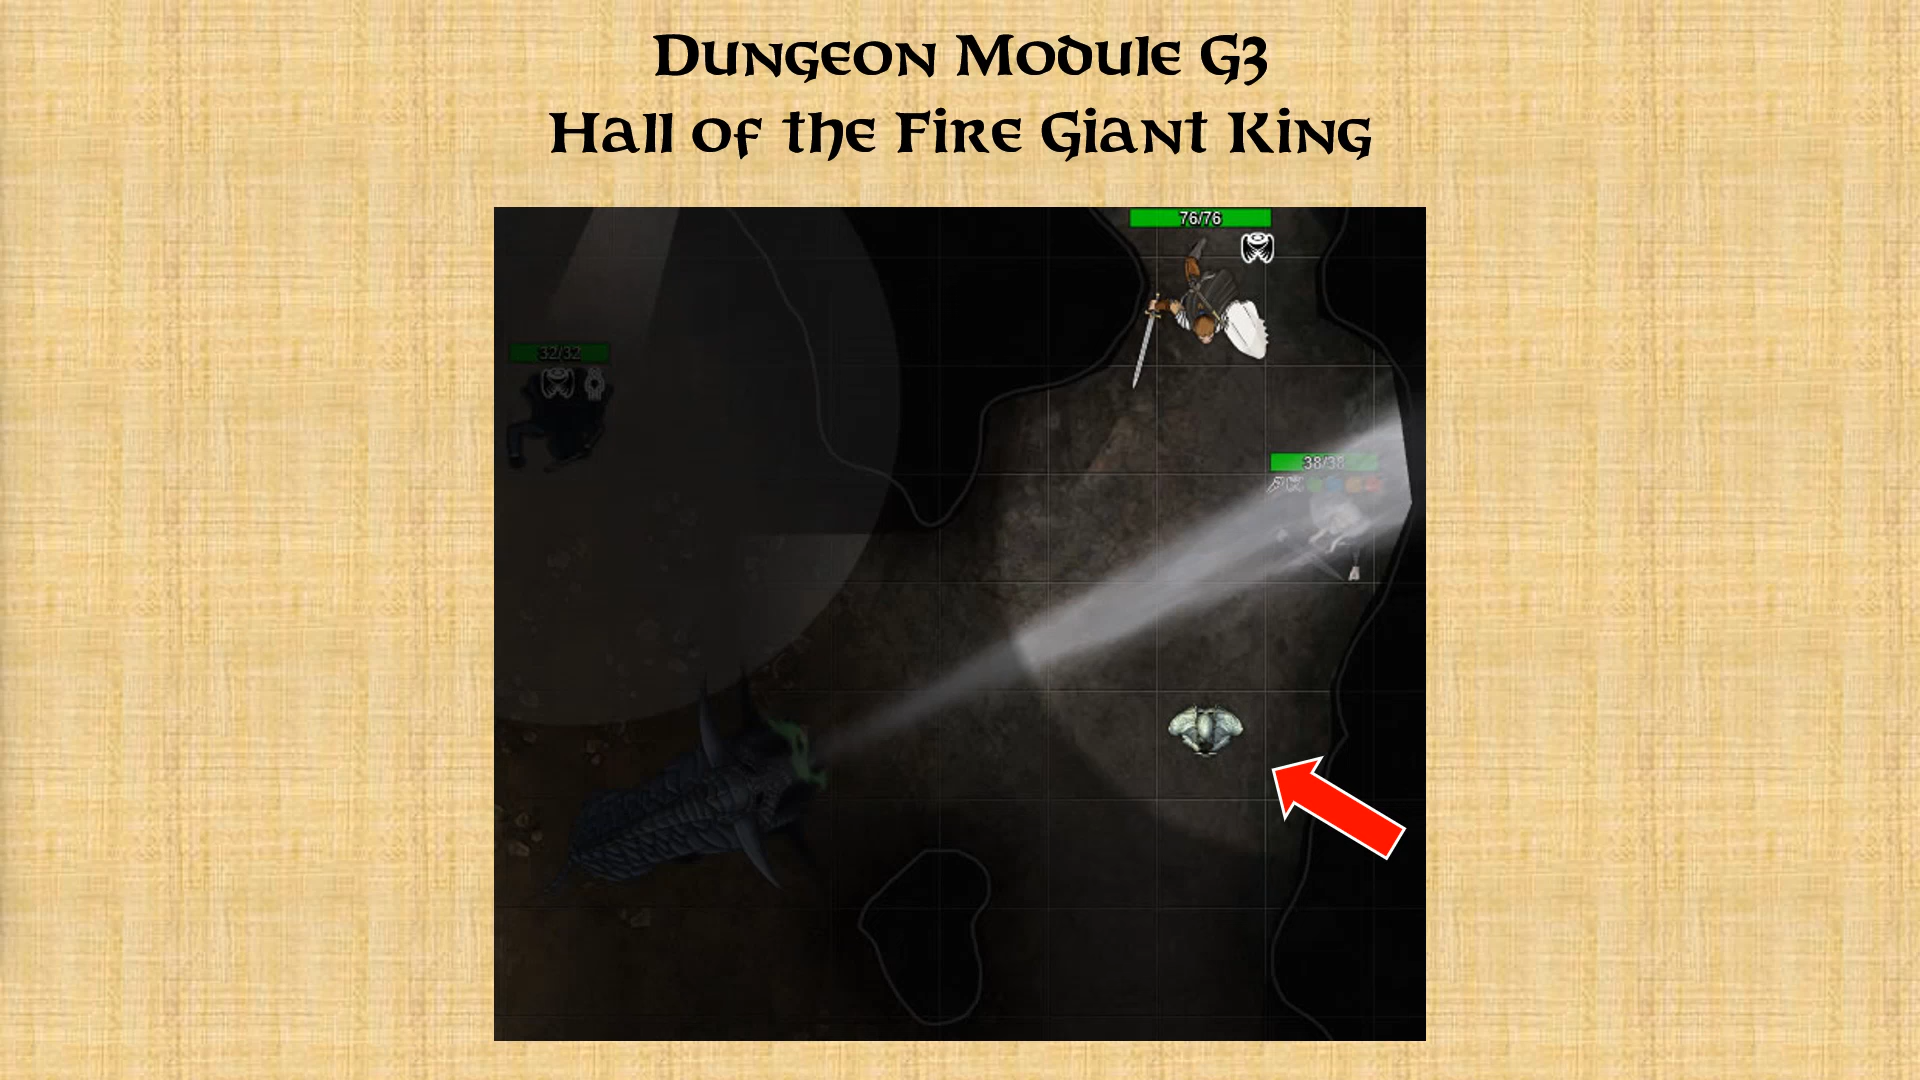 Dungeon Module G3
Hall of the Fire Giant King
76/76
32/32
38/38